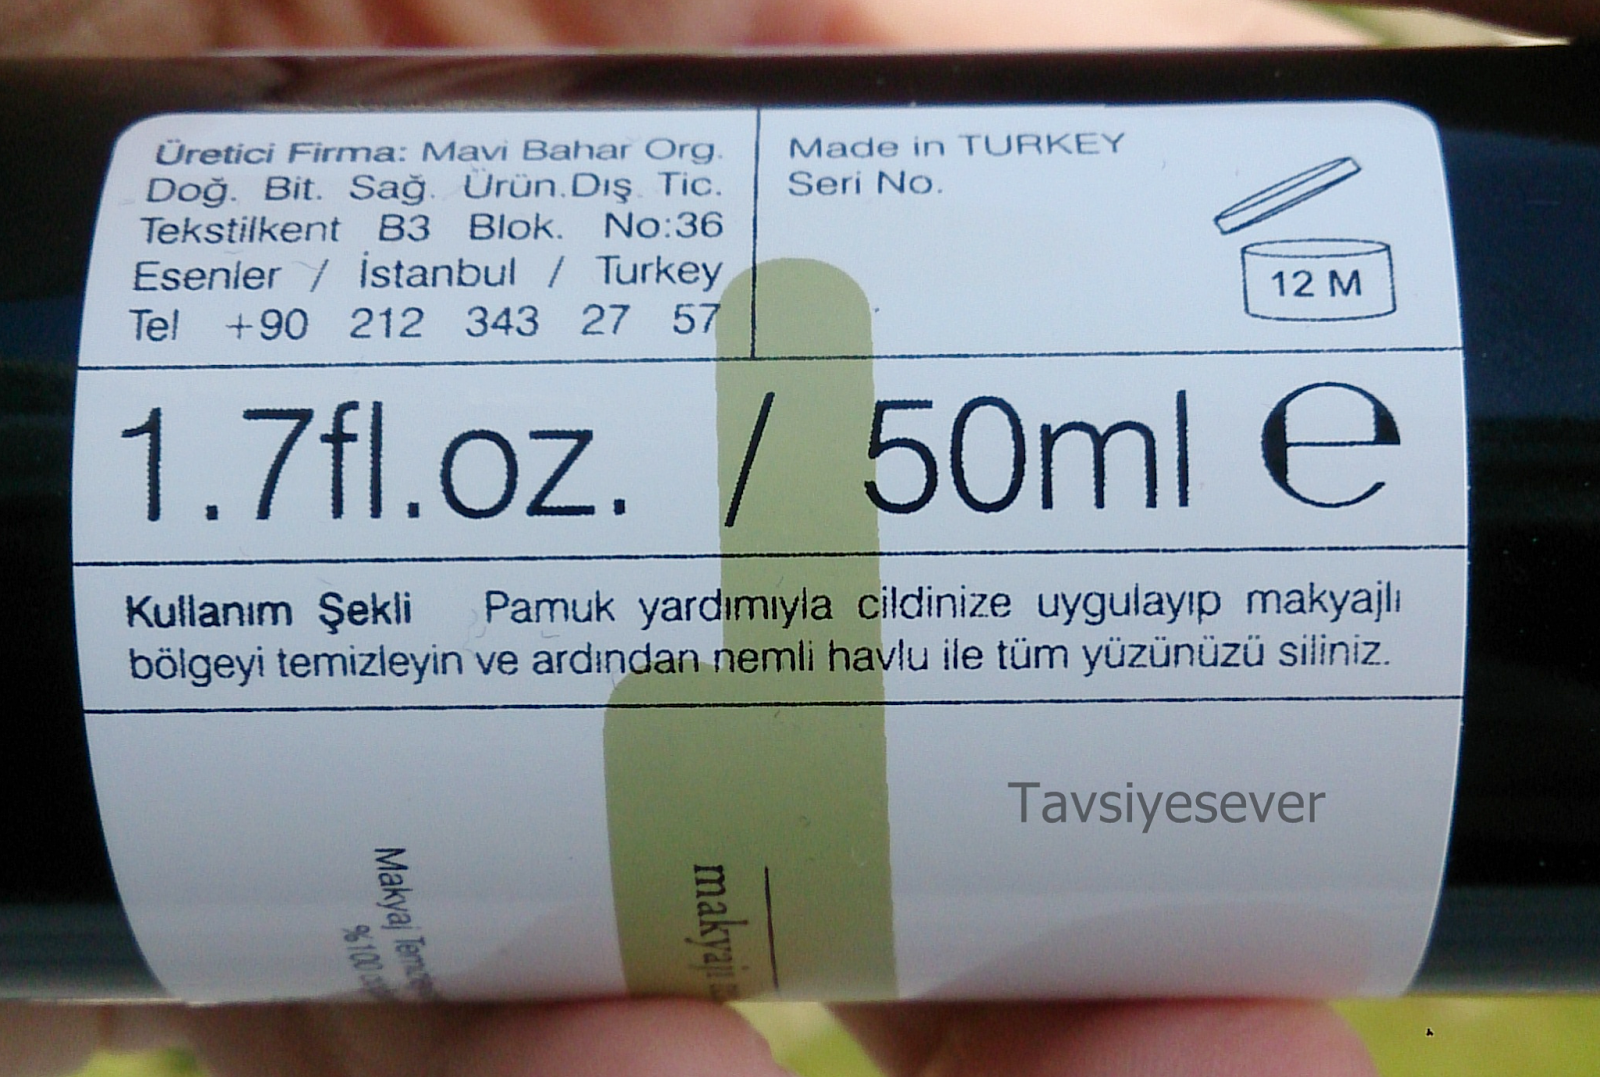 Üretici Firma: Mavi Bahar Org.
Doğ. Bit. Sağ. Ürün.Dış Tic.
Tekstilkent B3 Blok. No:36
Esenler / İstanbul / Turkey
Tel +90 212 343 27 57
Made in TURKEY
Seri No.
12 M
1.7fl.oz. / 50ml e
Kullanım Şekli Pamuk yardımıyla cildinize uygulayıp makyajlı
bölgeyi temizleyin ve ardından nemli havlu ile tüm yüzünüzü siliniz.
Tavsiyesever
Makyaj
%100